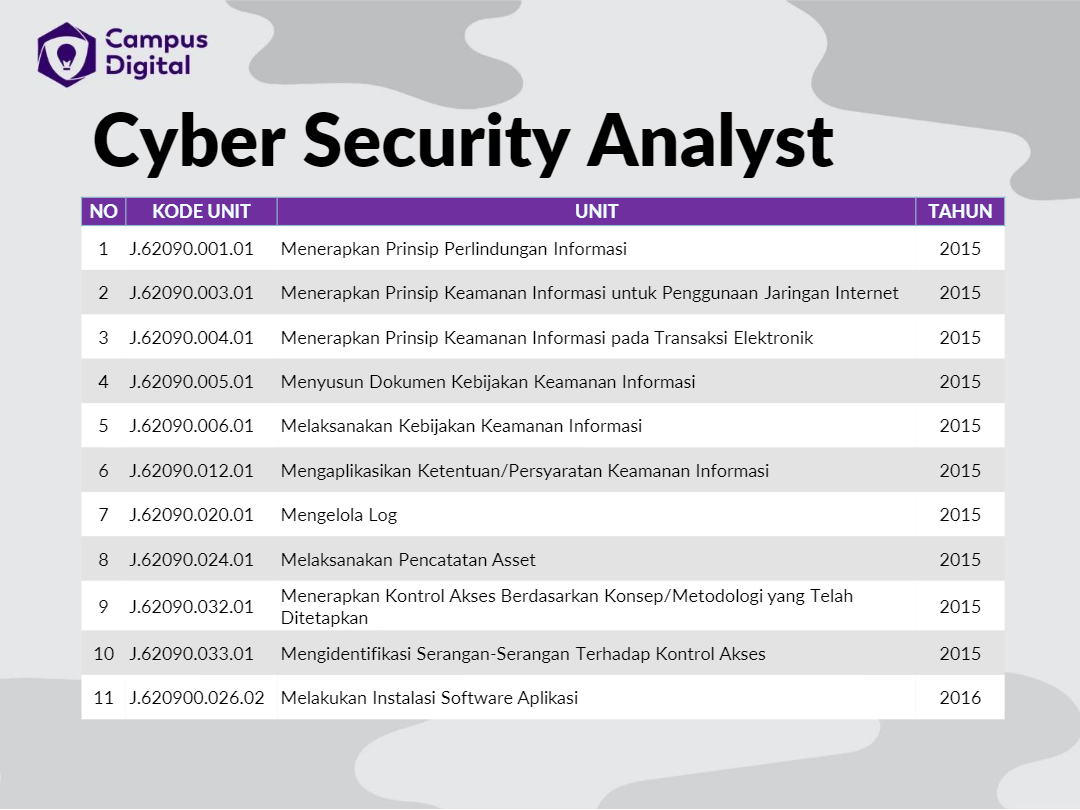 Campus
Digital
Cyber Security Analyst
NO KODE UNIT UNIT TAHUN
1 J.62090.001.01 Menerapkan Prinsip Perlindungan Informasi 2015
2 J.62090.003.01 Menerapkan Prinsip Keamanan Informasi untuk Penggunaan Jaringan Internet 2015
3 J.62090.004.01 Menerapkan Prinsip Keamanan Informasi pada Transaksi Elektronik 2015
4 J.62090.005.01 Menyusun Dokumen Kebijakan Keamanan Informasi 2015
5 J.62090.006.01 Melaksanakan Kebijakan Keamanan Informasi 2015
6 J.62090.012.01 Mengaplikasikan Ketentuan/Persyaratan Keamanan Informasi 2015
7 J.62090.020.01 Mengelola Log 2015
8 J.62090.024.01 Melaksanakan Pencatatan Asset 2015
9 J.62090.032.01 Menerapkan Kontrol Akses Berdasarkan Konsep/Metodologi yang Telah
Ditetapkan 2015
10 J.62090.033.01 Mengidentifikasi Serangan-Serangan Terhadap Kontrol Akses 2015
11 J.620900.026.02 Melakukan Instalasi Software Aplikasi 2016